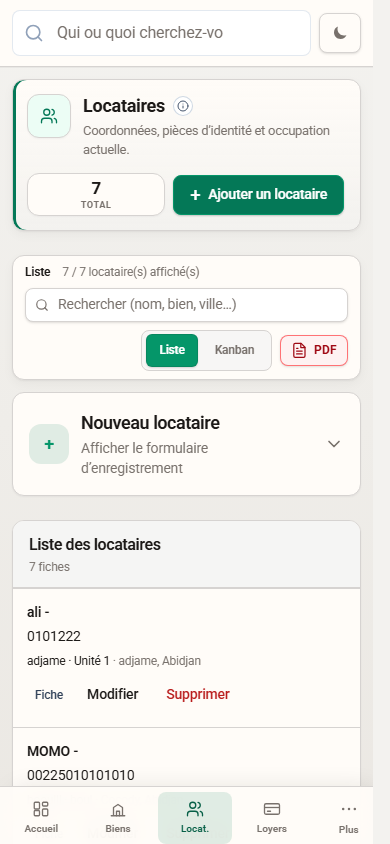 Qui ou quoi cherchez-vo
Locataires
Coordonnées, pièces d'identité et occupation
actuelle.
7
TOTAL
+ Ajouter un locataire
Liste 7 / 7 locataire(s) affiché(s)
Rechercher (nom, bien, ville…)
Liste Kanban PDF
+
Nouveau locataire
Afficher le formulaire
d'enregistrement
Liste des locataires
7 fiches
ali -
0101222
adjame · Unité 1 · adjame, Abidjan
Fiche Modifier Supprimer
MOMO -
00225010101010
Accueil Biens Locat. Loyers Plus